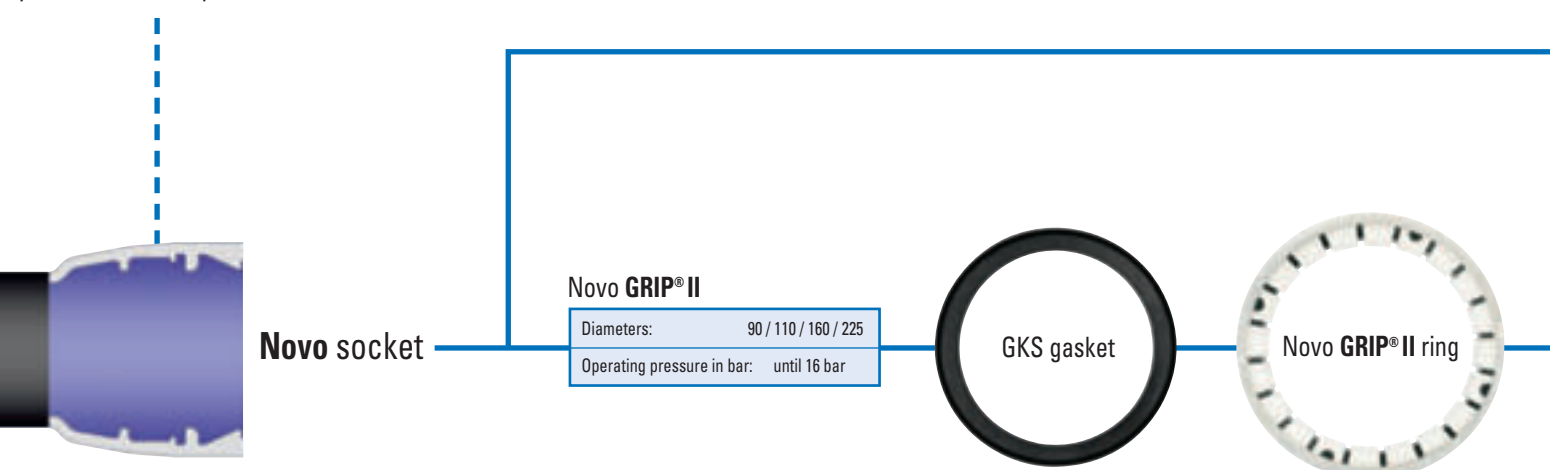 Novo socket
Novo GRIP® II
Diameters: 90 / 110 / 160 / 225
Operating pressure in bar: until 16 bar
GKS gasket
Novo GRIP® II ring